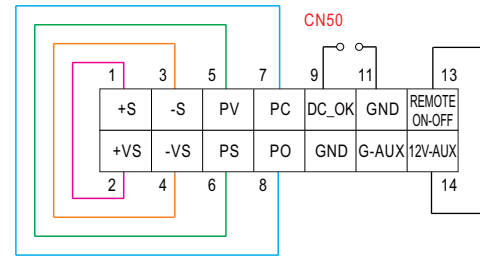 CN50
1 3 5 7 9 11 13
+S -S PV PC DC_OK GND REMOTE
ON-OFF
+VS -VS PS PO GND G-AUX 12V-AUX
2 4 6 8 14